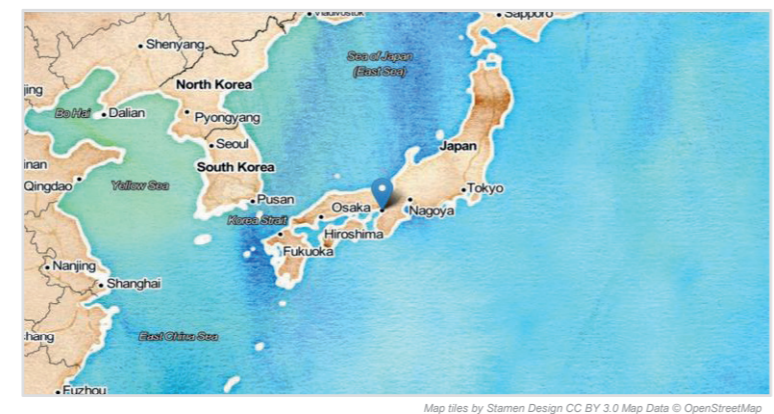 Vladivostok
Sapporo
Shenyang
Sea of Japan
(East Sea)
North Korea
jing
Bo Hai
Dalian
Pyongyang
Seoul
Japan
inan
South Korea
Qingdao
Yellow Sea
Tokyo
Pusan
Osaka
Nagoya
Korea Strait
Hiroshima
Fukuoka
Nanjing
Shanghai
East China Sea
hang
Fuzhou
Map tiles by Stamen Design CC BY 3.0 Map Data © OpenStreetMap